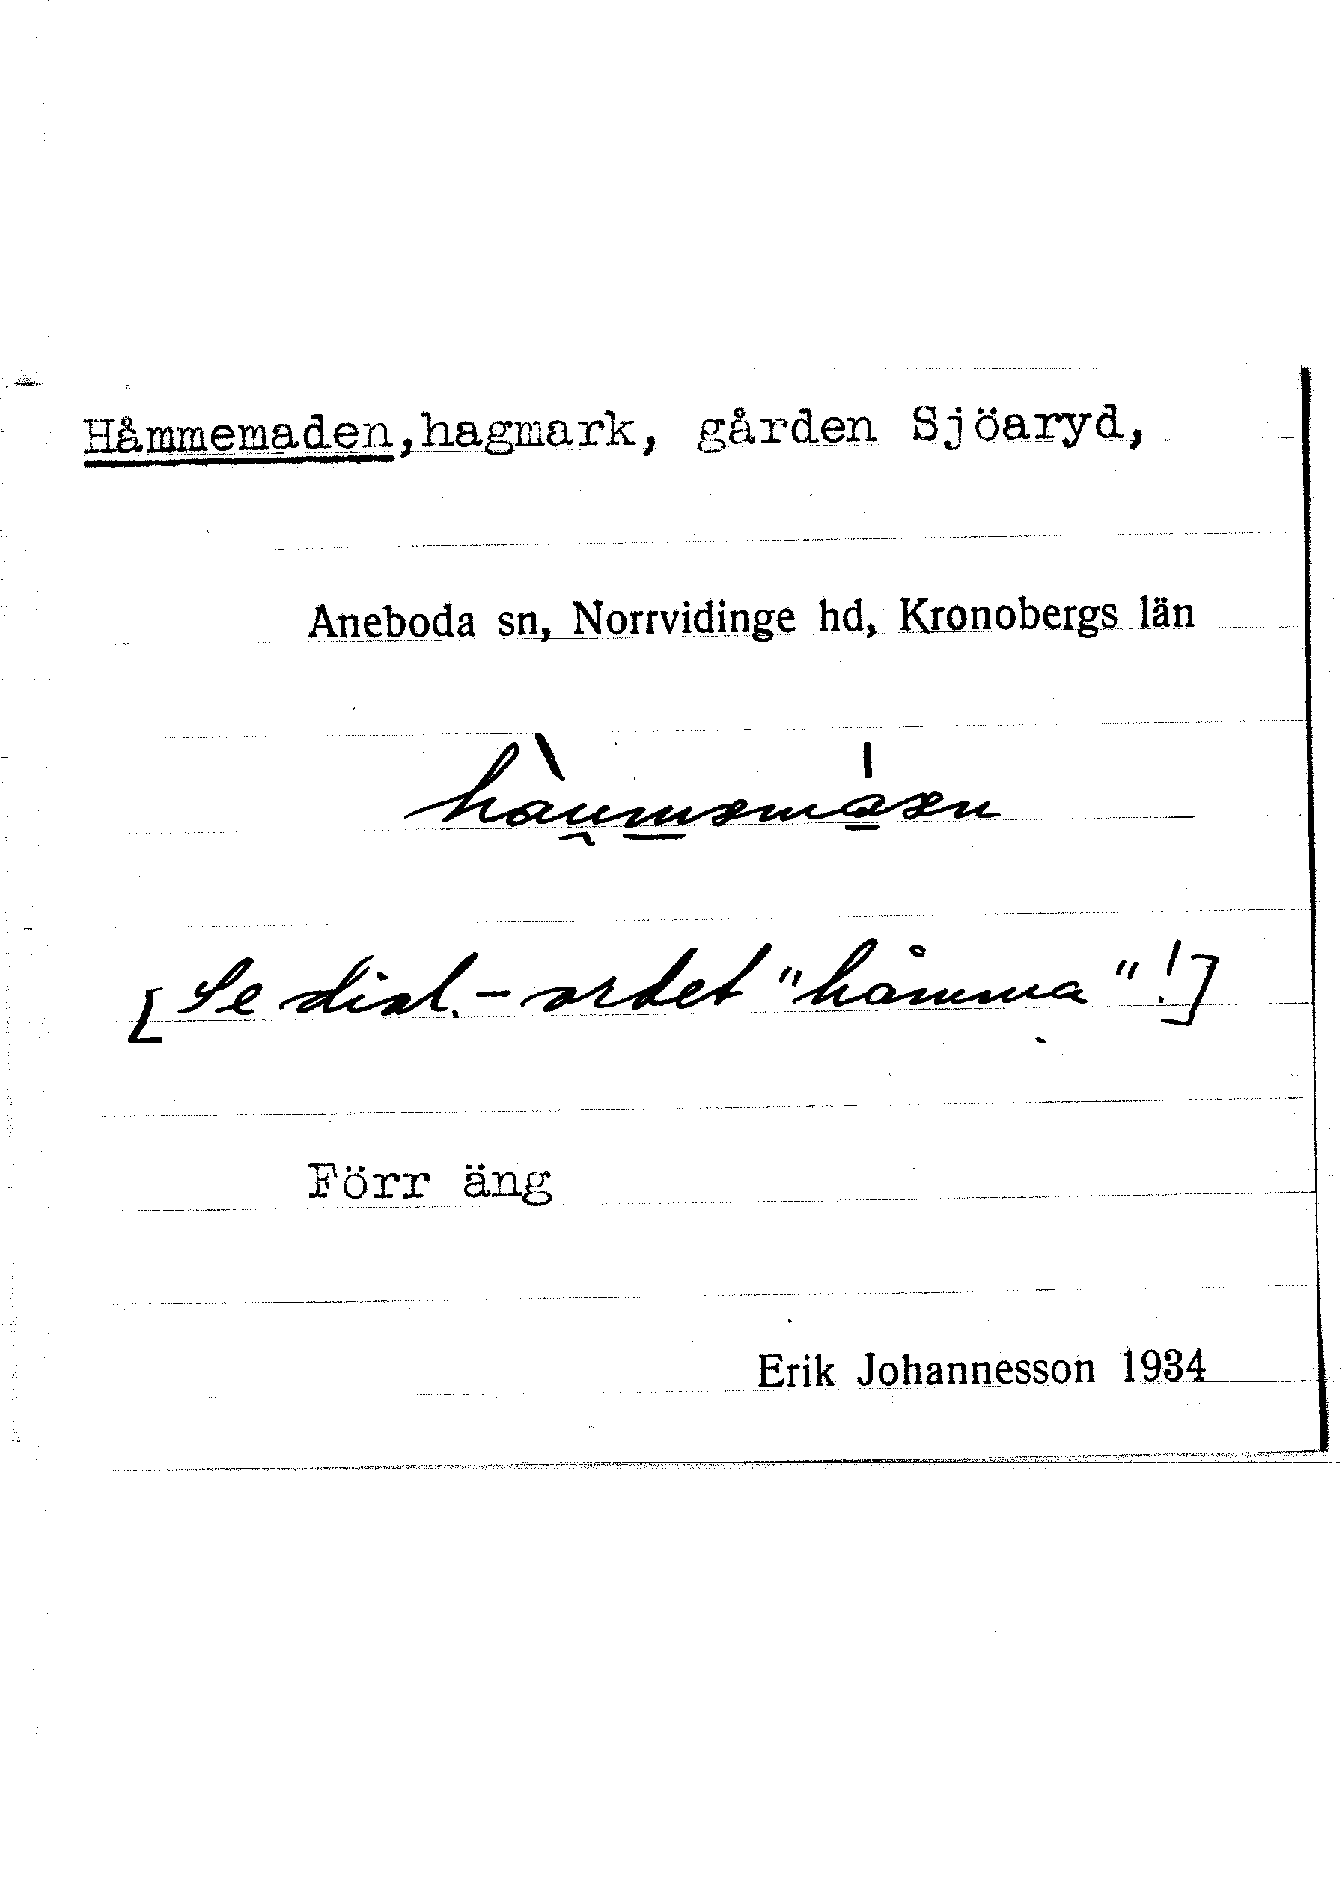 Håmmemaden, hagmark, gården Sjöaryd,
Aneboda sn, Norrvidinge hd, Kronobergs län
[Se dial.-ordet "håmma"!]
Förr äng
Erik Johannesson 1934